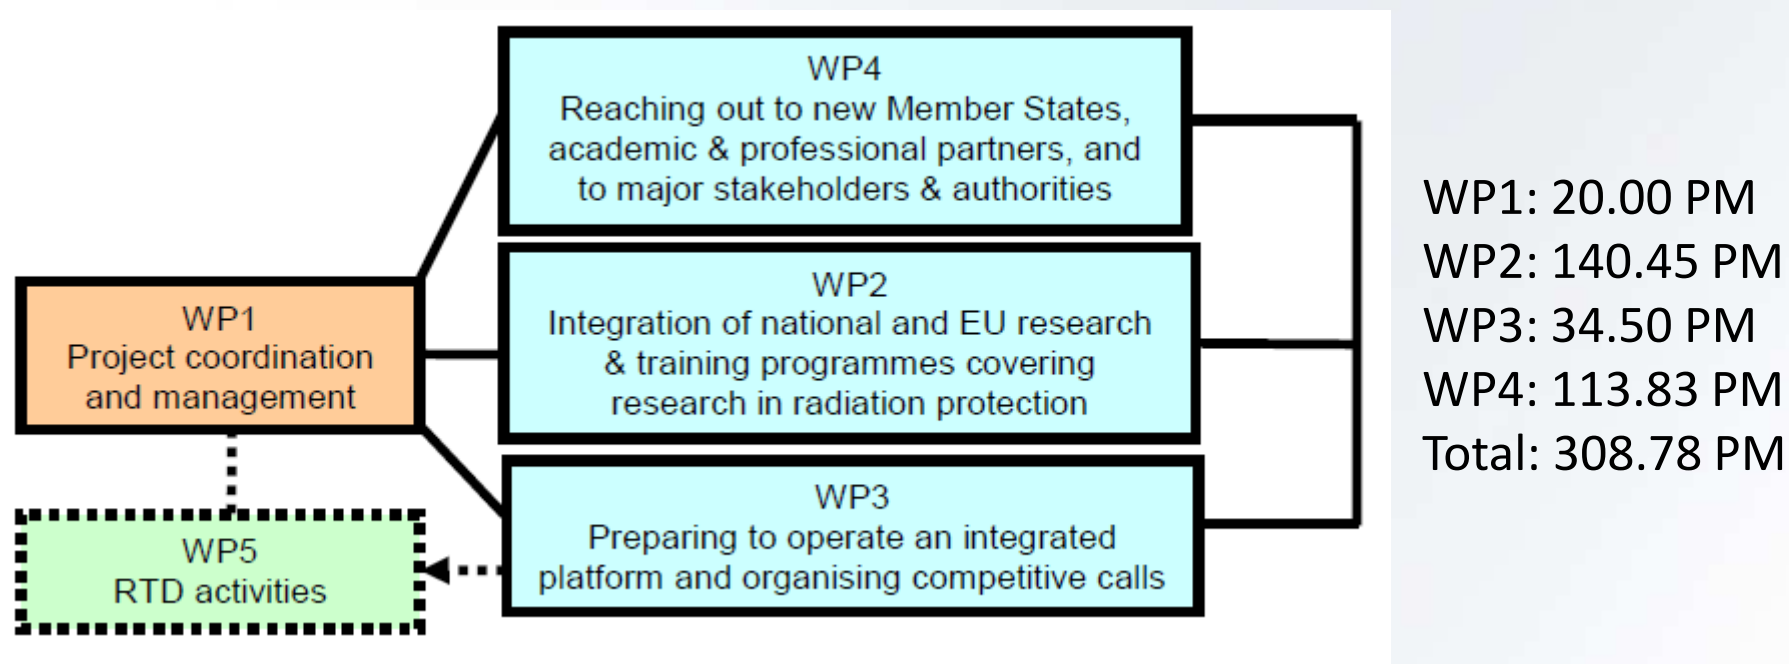 WP4
Reaching out to new Member States,
academic & professional partners, and
to major stakeholders & authorities
WP1
Project coordination
and management
WP2
Integration of national and EU research
& training programmes covering
research in radiation protection
WP5
RTD activities
WP3
Preparing to operate an integrated
platform and organising competitive calls
WP1: 20.00 PM
WP2: 140.45 PM
WP3: 34.50 PM
WP4: 113.83 PM
Total: 308.78 PM